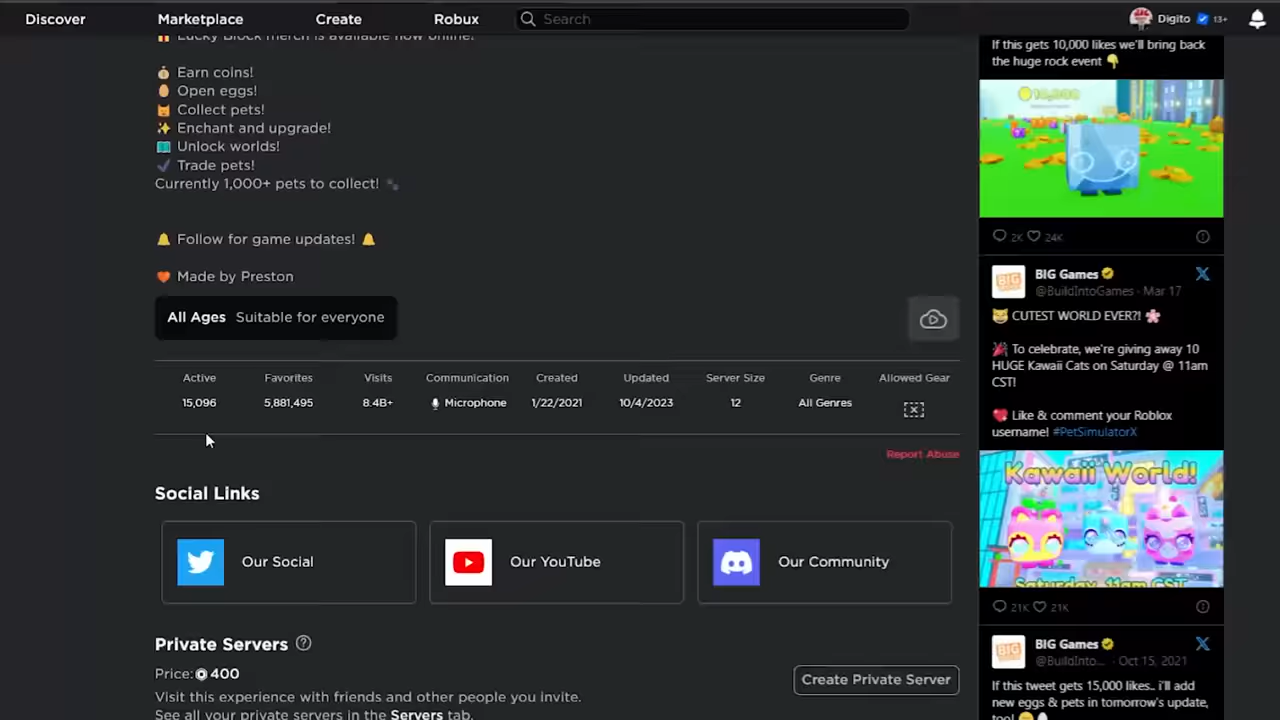 Discover
Marketplace
Create
Robux
Search
Digito
13+
Lucky Block merch is available now online!
Earn coins!
Open eggs!
Collect pets!
Enchant and upgrade!
Unlock worlds!
Trade pets!
Currently 1,000+ pets to collect!
Follow for game updates!
Made by Preston
All Ages Suitable for everyone
Active Favorites Visits Communication Created Updated Server Size Genre Allowed Gear
15,096 5,881,495 8.4B+ Microphone 1/22/2021 10/4/2023 12 All Genres
Report Abuse
Social Links
Our Social
Our YouTube
Our Community
Private Servers
Price: 400
Create Private Server
Visit this experience with friends and other people you invite.
See all your private servers in the Servers tab.
If this gets 10,000 likes we'll bring back
the huge rock event
10,000
2K 24K
BIG Games
@BuildIntoGames · Mar 17
CUTEST WORLD EVER?!
To celebrate, we're giving away 10
HUGE Kawaii Cats on Saturday @ 11am
CST!
Like & comment your Roblox
username! #PetSimulatorX
Kawaii World!
Saturday, 11am CST
21K 21K
BIG Games
@BuildInto... · Oct 15, 2021
If this tweet gets 15,000 likes.. i'll add
new eggs & pets in tomorrow's update,
too!